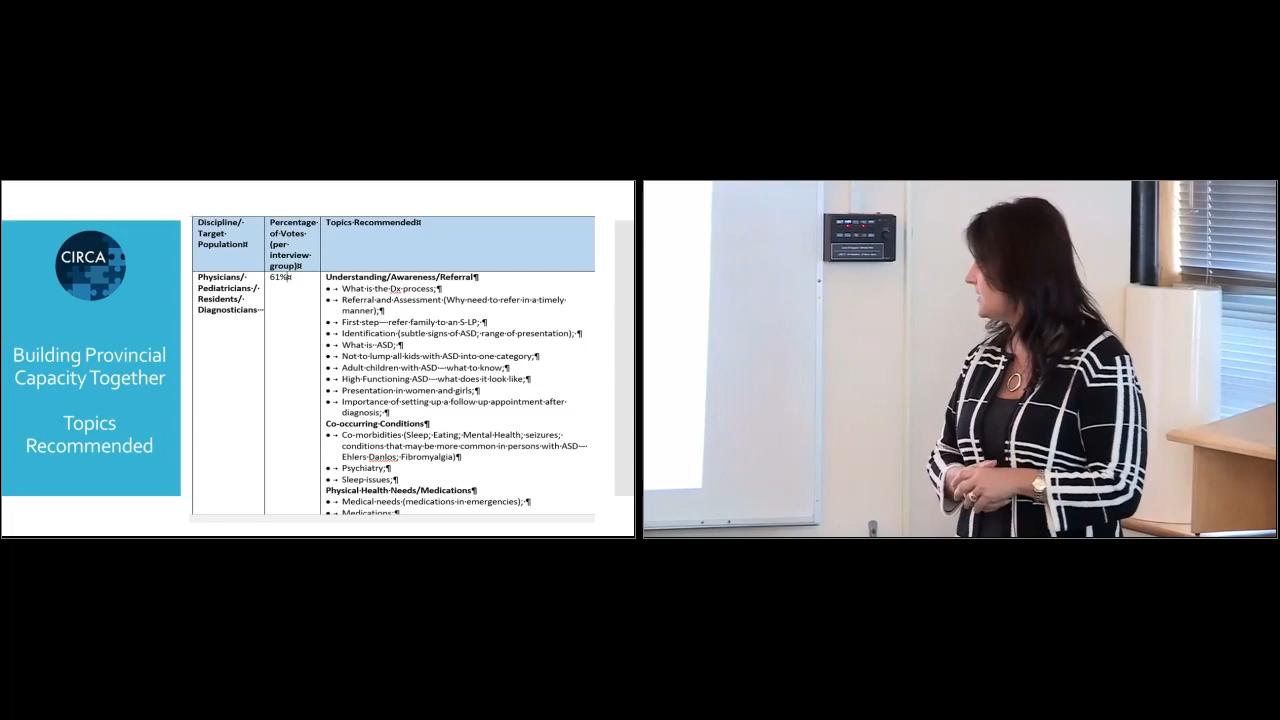 CIRCA
Building Provincial
Capacity Together
Topics
Recommended
Discipline/·
Target·
Population¤
Percentage·
of·Votes·
(per·
interview·
group)¤
Topics·Recommended¤
Physicians/·
Pediatricians·/·
Residents/·
Diagnosticians··
61%¤
Understanding/Awareness/Referral¶
●→What·is·the·Dx·process;¶
●→Referral·and·Assessment·(Why·need·to·refer·in·a·timely·
manner);¶
●→First·step·–·refer·family·to·an·S-LP;·¶
●→Identification·(subtle·signs·of·ASD;·range·of·presentation);·¶
●→What·is··ASD;·¶
●→Not·to·lump·all·kids·with·ASD·into·one·category;¶
●→Adult·children·with·ASD·–·what·to·know;¶
●→High·Functioning·ASD·–·what·does·it·look·like;¶
●→Presentation·in·women·and·girls;¶
●→Importance·of·setting·up·a·follow·up·appointment·after·
diagnosis;·¶
Co-occurring·Conditions¶
●→Co-morbidities·(Sleep;·Eating;·Mental·Health;·seizures;·
conditions·that·may·be·more·common·in·persons·with·ASD·–·
Ehlers·Danlos;·Fibromyalgia)¶
●→Psychiatry;¶
●→Sleep·issues;¶
Physical·Health·Needs/Medications¶
●→Medical·needs·(medications·in·emergencies);·¶
●→Medications;¶